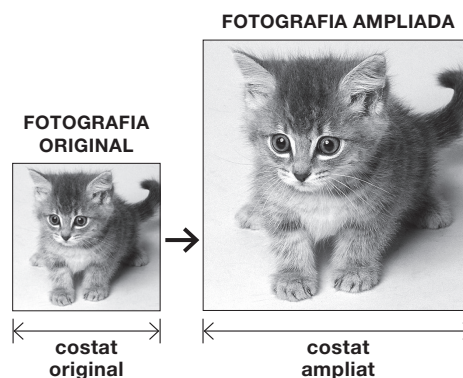 FOTOGRAFIA AMPLIADA
FOTOGRAFIA
ORIGINAL
costat
original
costat
ampliat